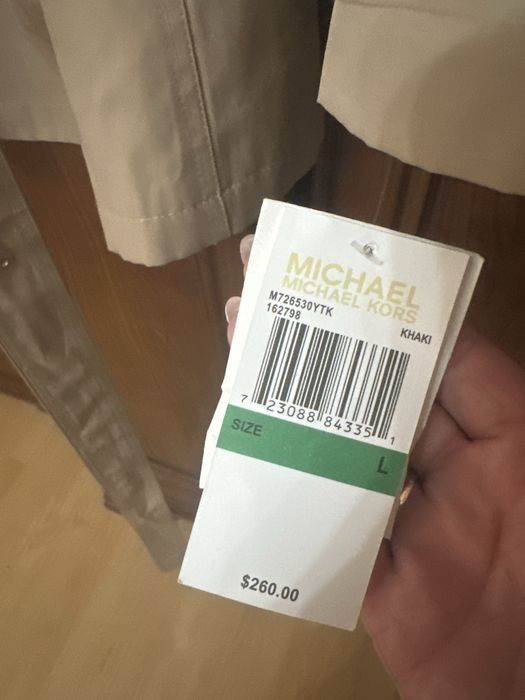 MICHAEL
MICHAEL KORS
M726530YTK
162798
KHAKI
7 23088 84335 1
SIZE
L
$260.00